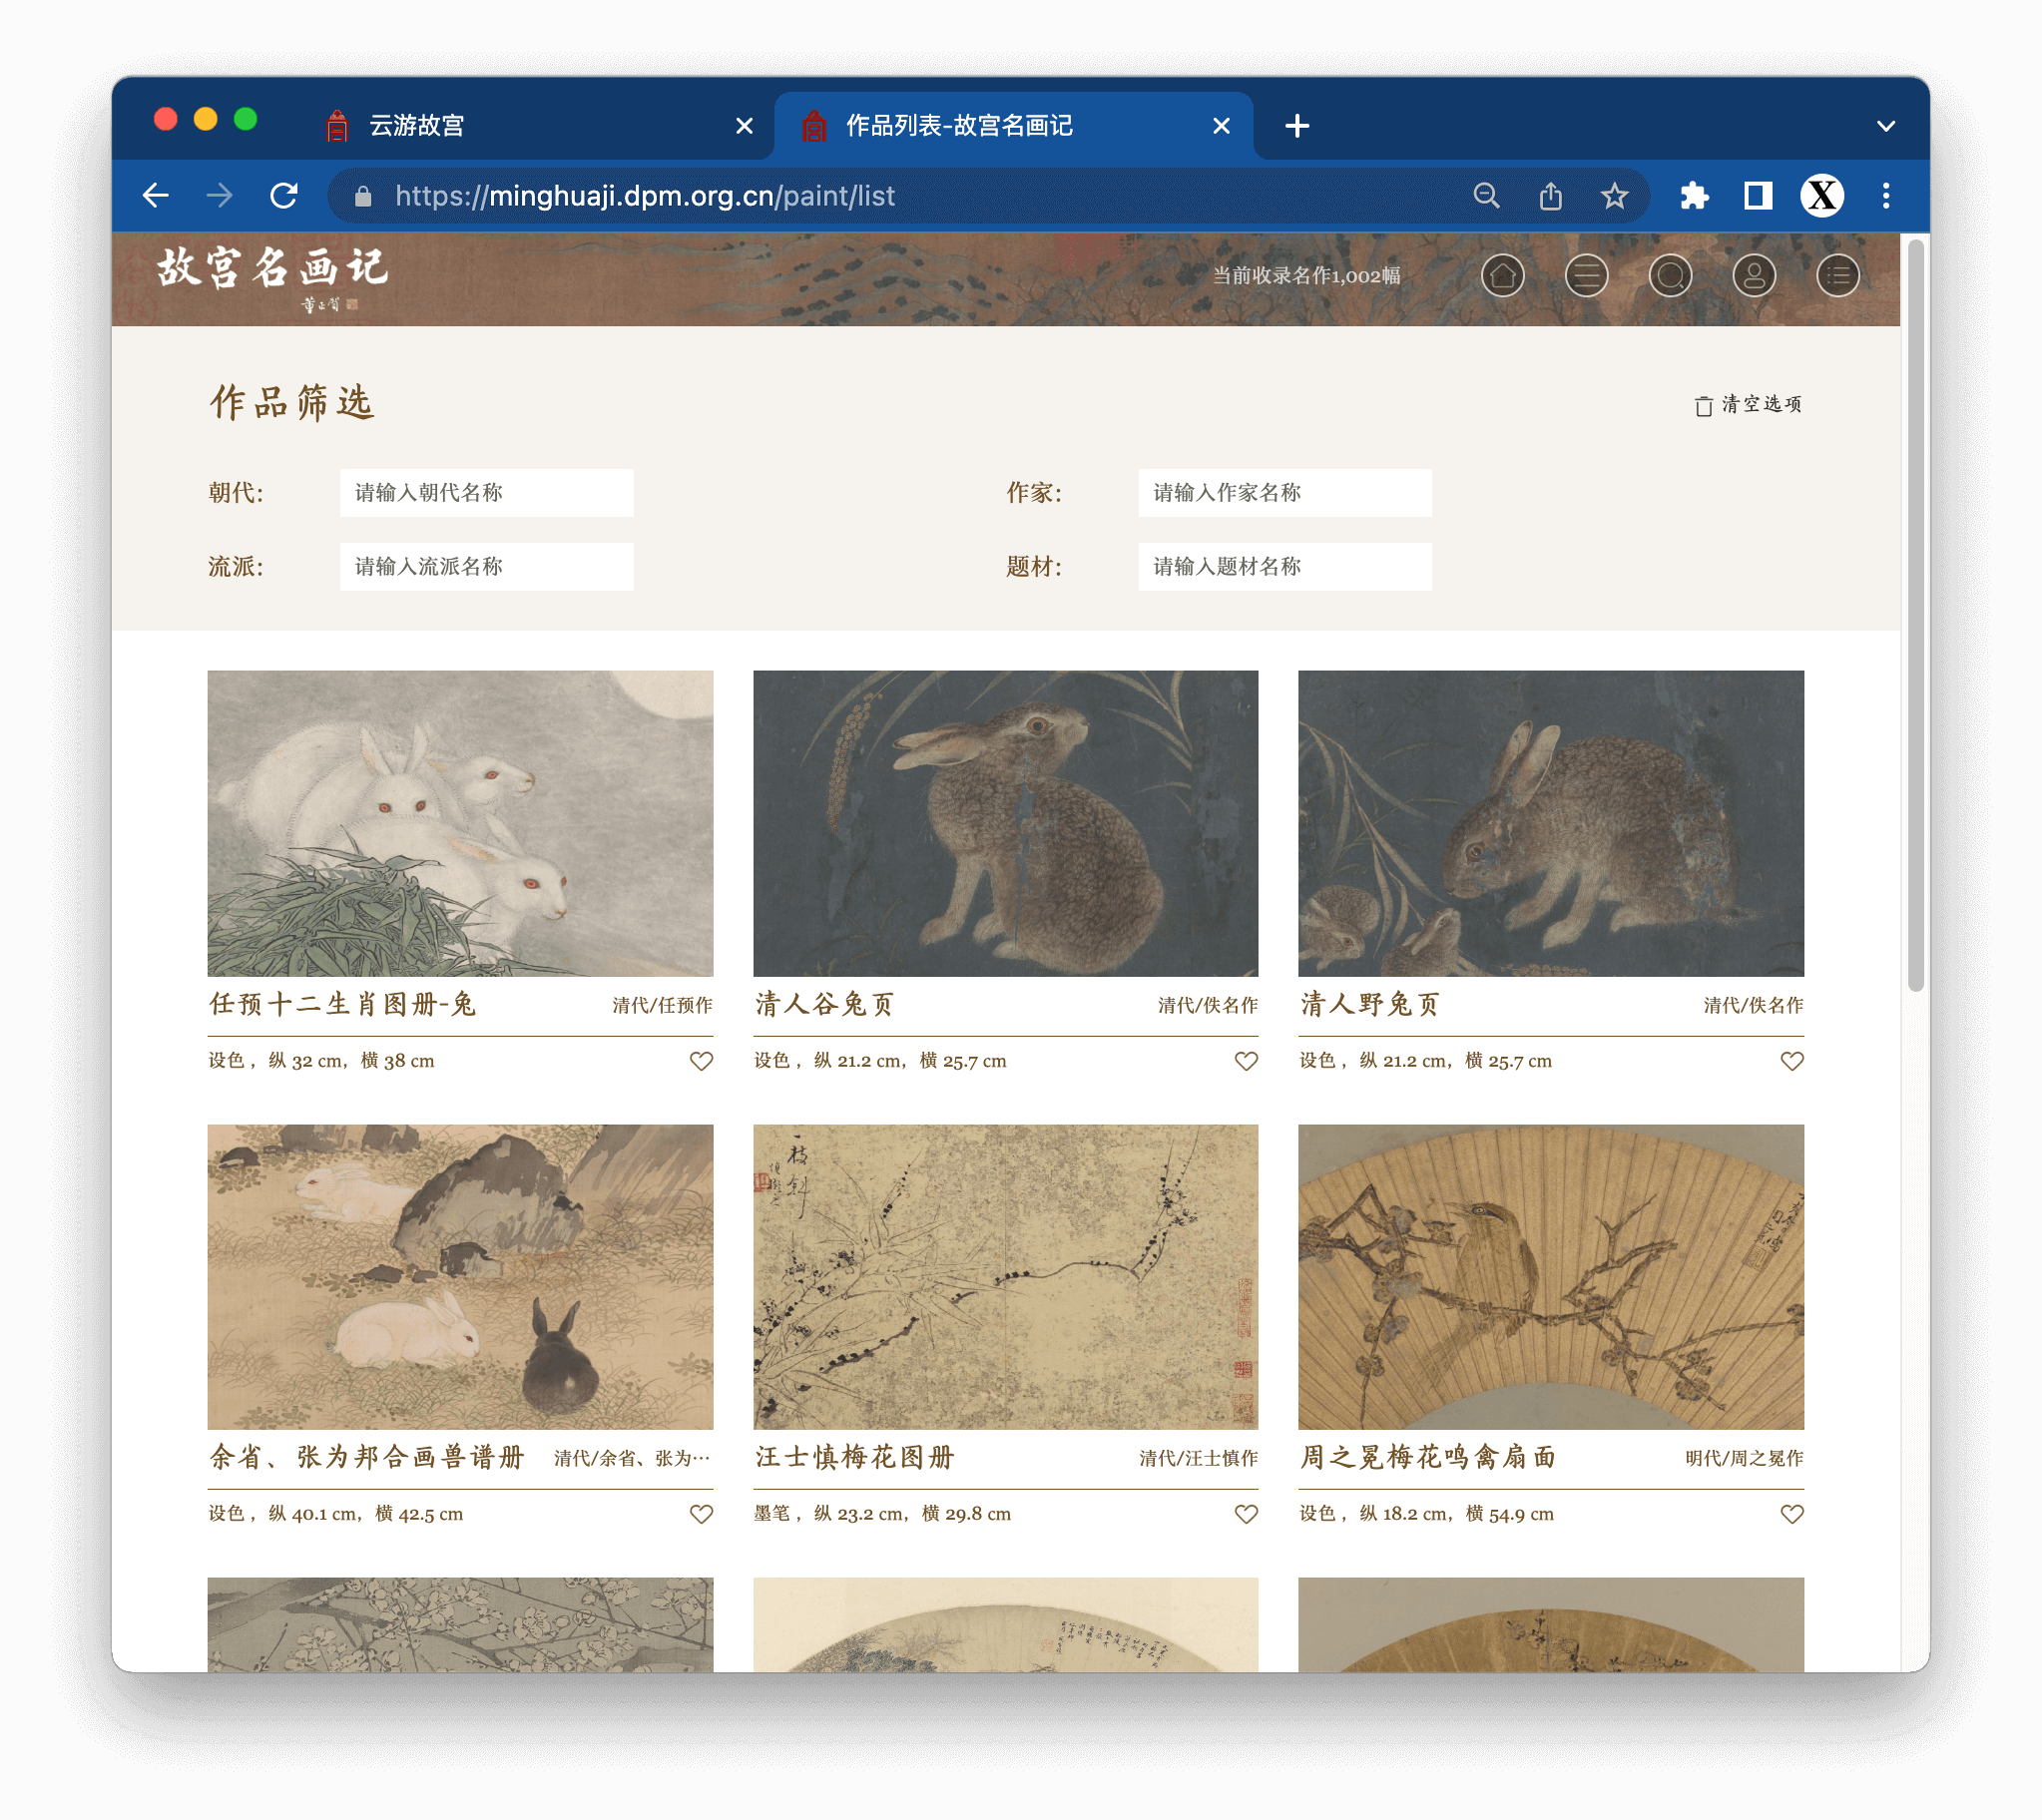 云游故宫
作品列表-故宫名画记
https://minghuaji.dpm.org.cn/paint/list
故宫名画记
当前收录名作1,002幅
作品筛选
清空选项
朝代：
请输入朝代名称
作家：
请输入作家名称
流派：
请输入流派名称
题材：
请输入题材名称
任预十二生肖图册-兔
清代/任预作
清人谷兔页
清代/佚名作
清人野兔页
清代/佚名作
设色， 纵 32 cm， 横 38 cm
设色， 纵 21.2 cm， 横 25.7 cm
设色， 纵 21.2 cm， 横 25.7 cm
枝
斜
余省、张为邦合画兽谱册
清代/余省、张为…
汪士慎梅花图册
清代/汪士慎作
周之冕梅花鸣禽扇面
明代/周之冕作
设色， 纵 40.1 cm， 横 42.5 cm
墨笔， 纵 23.2 cm， 横 29.8 cm
设色， 纵 18.2 cm， 横 54.9 cm